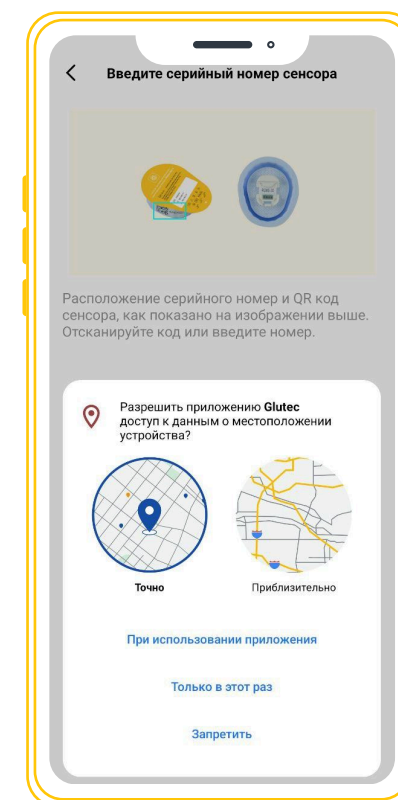 Введите серийный номер сенсора
Расположение серийного номер и QR код
сенсора, как показано на изображении выше.
Отсканируйте код или введите номер.
Разрешить приложению Glutec
доступ к данным о местоположении
устройства?
Точно
Приблизительно
При использовании приложения
Только в этот раз
Запретить